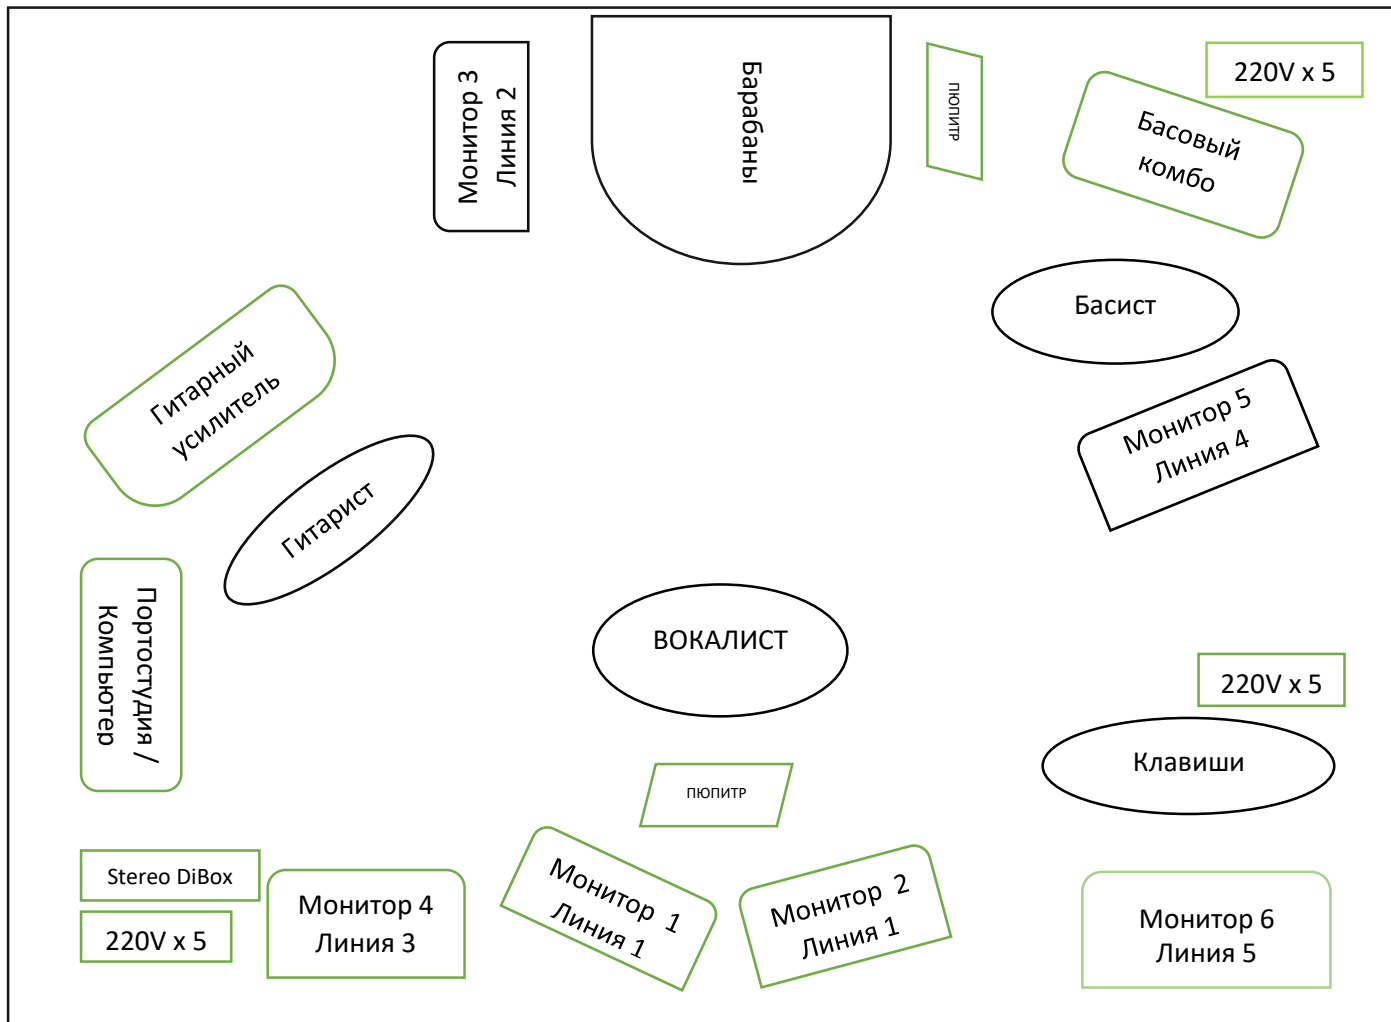 Монитор 3
Линия 2
Барабаны
пюпитр
220V x 5
Басовый
комбо
Басист
Гитарный
усилитель
Монитор 5
Линия 4
Гитарист
Портостудия /
Компьютер
ВОКАЛИСТ
220V x 5
Клавиши
пюпитр
Stereo DiBox
220V x 5
Монитор 4
Линия 3
Монитор 1
Линия 1
Монитор 2
Линия 1
Монитор 6
Линия 5